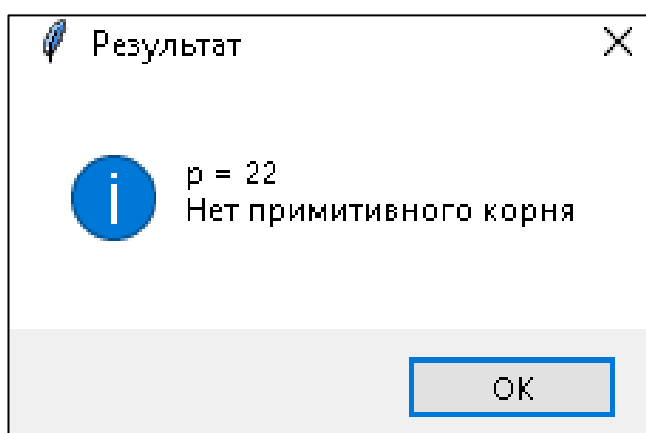 Результат
p = 22
Нет примитивного корня
OK